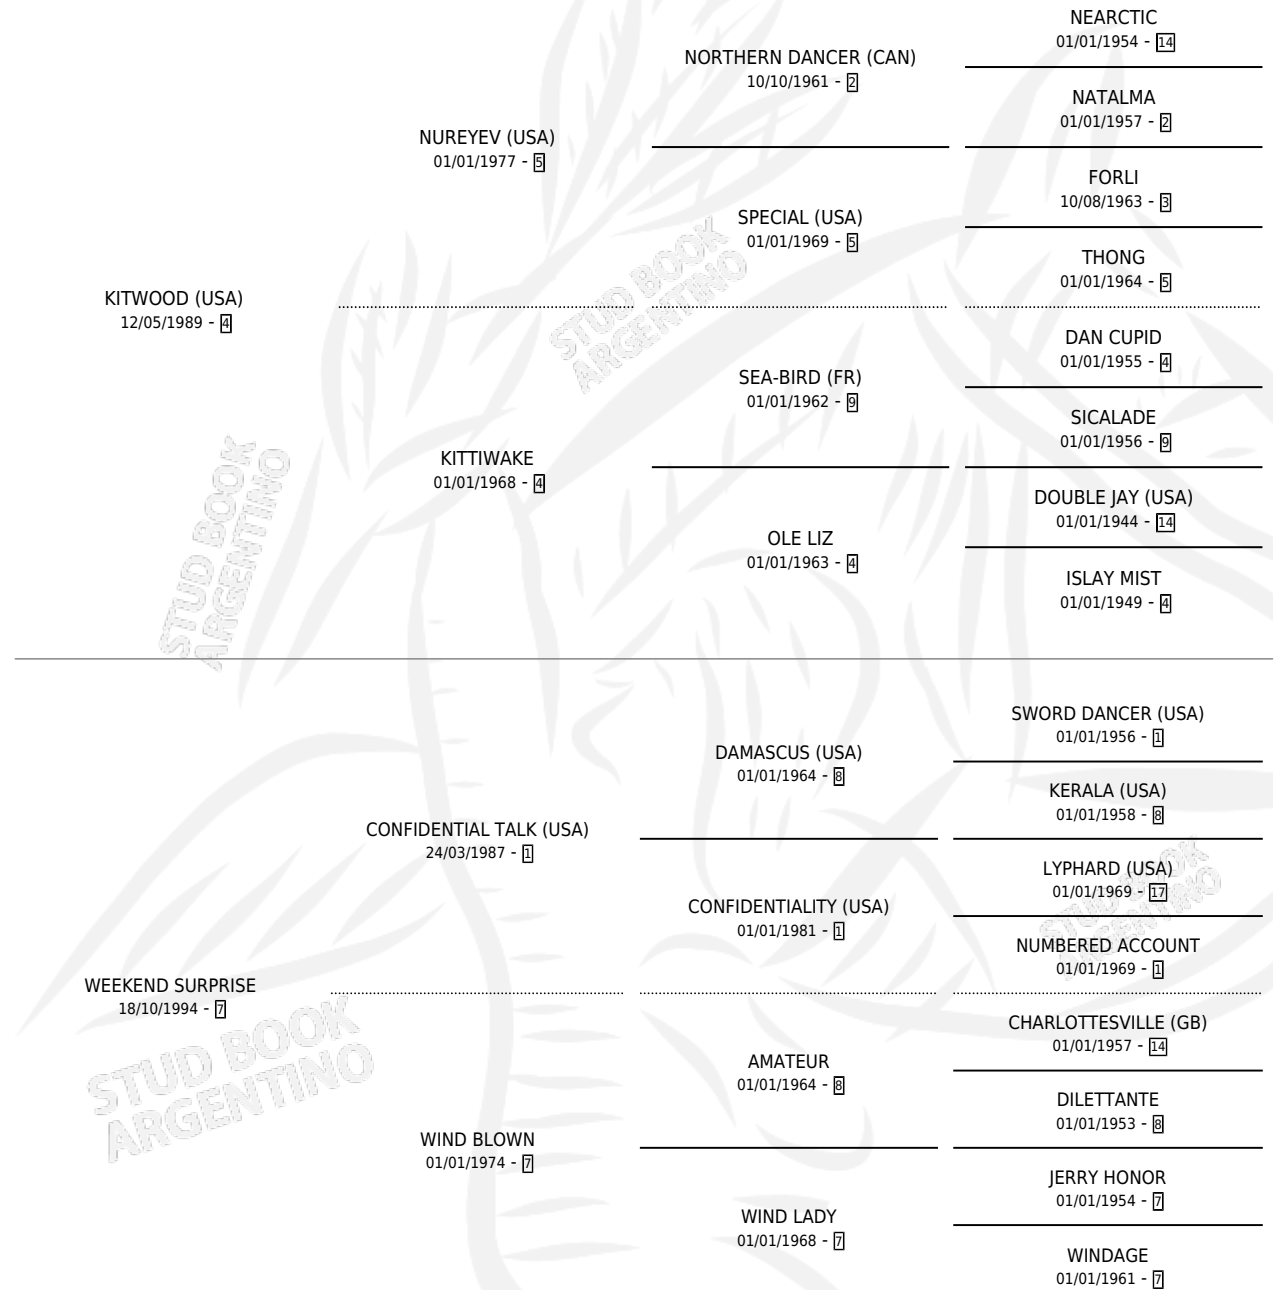 NEARCTIC
01/01/1954 - 14
NORTHERN DANCER (CAN)
10/10/1961 - 2
NATALMA
01/01/1957 - 2
NUREYEV (USA)
01/01/1977 - 5
FORLI
10/08/1963 - 3
SPECIAL (USA)
01/01/1969 - 5
THONG
01/01/1964 - 5
KITWOOD (USA)
12/05/1989 - 4
DAN CUPID
01/01/1955 - 4
SEA-BIRD (FR)
01/01/1962 - 9
SICALADE
01/01/1956 - 9
KITTIWAKE
01/01/1968 - 4
DOUBLE JAY (USA)
01/01/1944 - 14
OLE LIZ
01/01/1963 - 4
ISLAY MIST
01/01/1949 - 4
STUD BOOK
ARGENTINO
STUD BOOK
ARGENTINO
SWORD DANCER (USA)
01/01/1956 - 1
DAMASCUS (USA)
01/01/1964 - 8
KERALA (USA)
01/01/1958 - 8
CONFIDENTIAL TALK (USA)
24/03/1987 - 1
LYPHARD (USA)
01/01/1969 - 17
CONFIDENTIALITY (USA)
01/01/1981 - 1
NUMBERED ACCOUNT
01/01/1969 - 1
WEEKEND SURPRISE
18/10/1994 - 7
CHARLOTTESVILLE (GB)
01/01/1957 - 14
AMATEUR
01/01/1964 - 8
DILETTANTE
01/01/1953 - 8
WIND BLOWN
01/01/1974 - 7
JERRY HONOR
01/01/1954 - 7
WIND LADY
01/01/1968 - 7
WINDAGE
01/01/1961 - 7
STUD BOOK
ARGENTINO
STUD BOOK
ARGENTINO